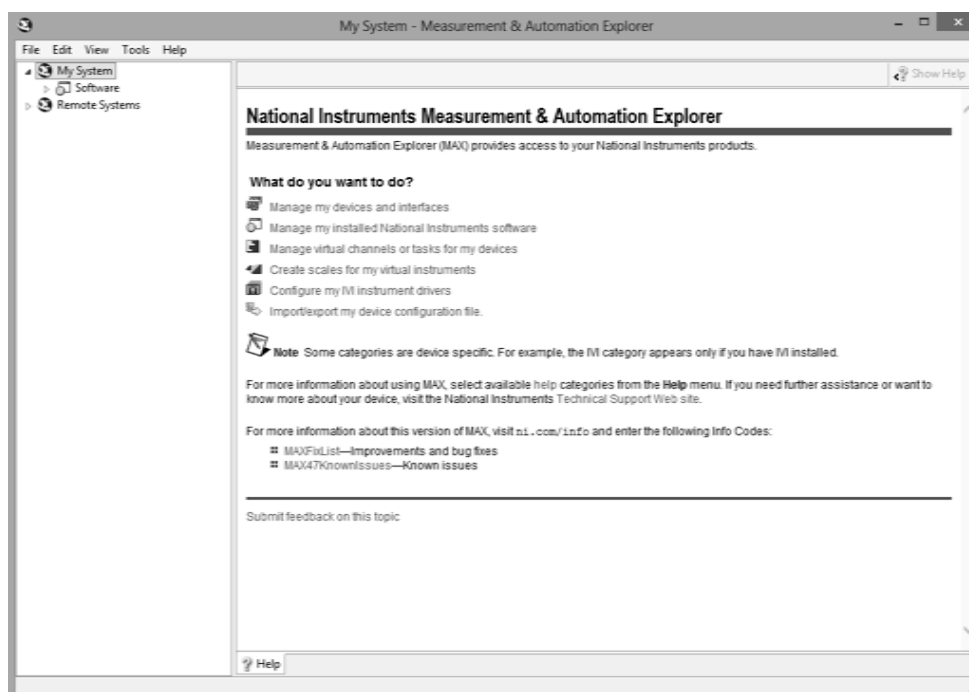 My System - Measurement & Automation Explorer
File Edit View Tools Help
My System
Software
Remote Systems
Show Help
National Instruments Measurement & Automation Explorer
Measurement & Automation Explorer (MAX) provides access to your National Instruments products.
What do you want to do?
Manage my devices and interfaces
Manage my installed National Instruments software
Manage virtual channels or tasks for my devices
Create scales for my virtual instruments
Configure my IVI instrument drivers
Import/export my device configuration file.
Note Some categories are device specific. For example, the IVI category appears only if you have IVI installed.
For more information about using MAX, select available help categories from the Help menu. If you need further assistance or want to
know more about your device, visit the National Instruments Technical Support Web site.
For more information about this version of MAX, visit ni.com/info and enter the following Info Codes:
MAXFixList—Improvements and bug fixes
MAX47KnownIssues—Known issues
Submit feedback on this topic
Help